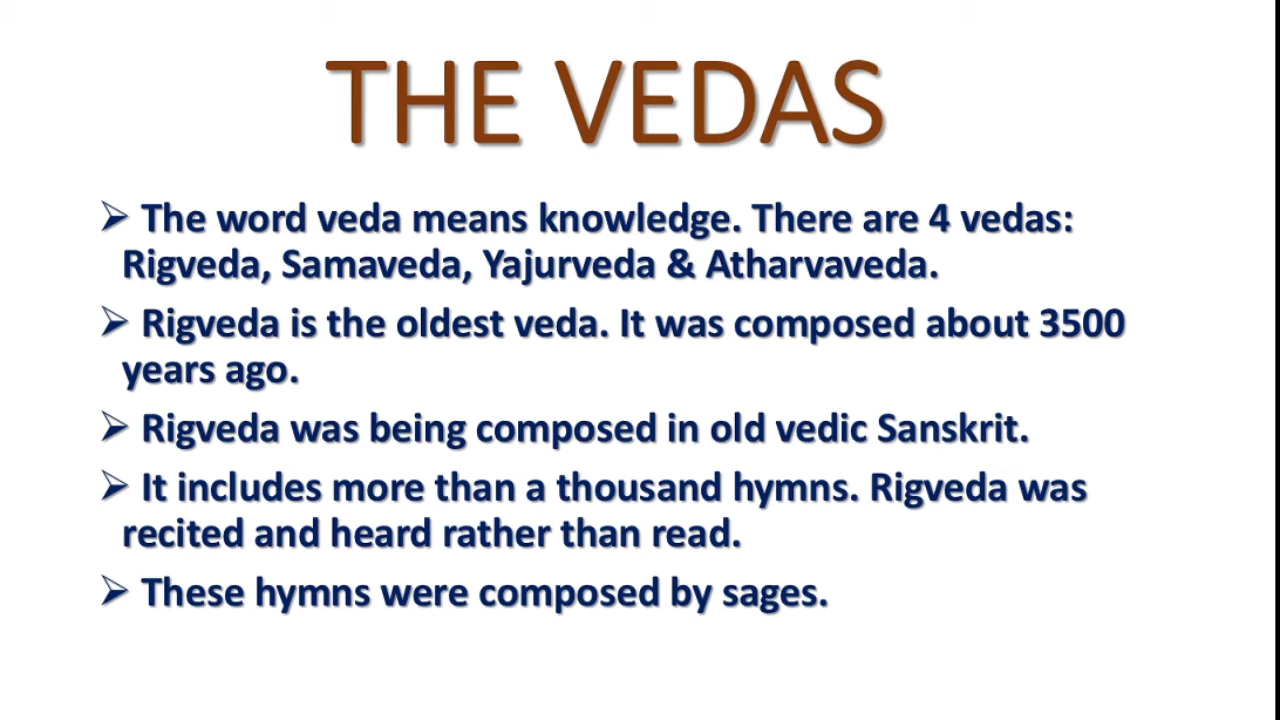 THE VEDAS
➢ The word veda means knowledge. There are 4 vedas:
Rigveda, Samaveda, Yajurveda & Atharvaveda.
➢ Rigveda is the oldest veda. It was composed about 3500
years ago.
➢ Rigveda was being composed in old vedic Sanskrit.
➢ It includes more than a thousand hymns. Rigveda was
recited and heard rather than read.
➢ These hymns were composed by sages.